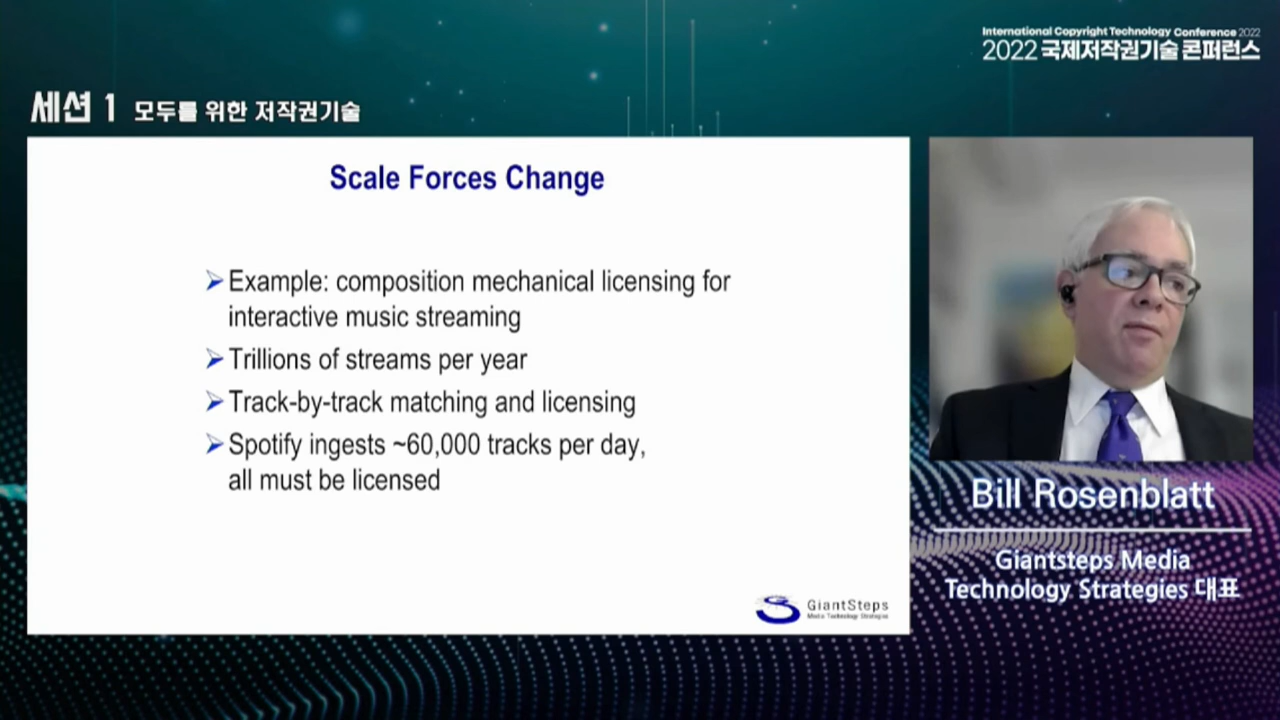 International Copyright Technology Conference 2022
2022 국제저작권기술 콘퍼런스
세션 1 모두를 위한 저작권기술
Scale Forces Change
Example: composition mechanical licensing for
interactive music streaming
Trillions of streams per year
Track-by-track matching and licensing
Spotify ingests ~60,000 tracks per day,
all must be licensed
GiantSteps
Media Technology Strategies
Bill Rosenblatt
Giantsteps Media
Technology Strategies 대표